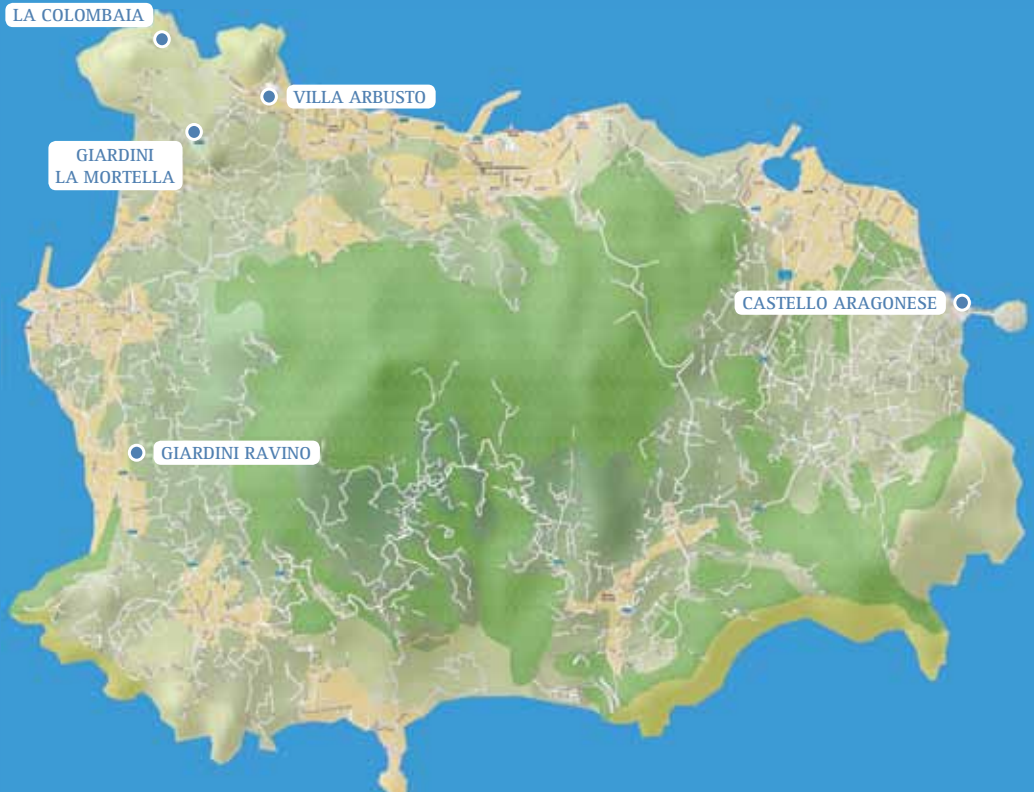 LA COLOMBAIA
VILLA ARBUSTO
GIARDINI
LA MORTELLA
CASTELLO ARAGONESE
GIARDINI RAVINO